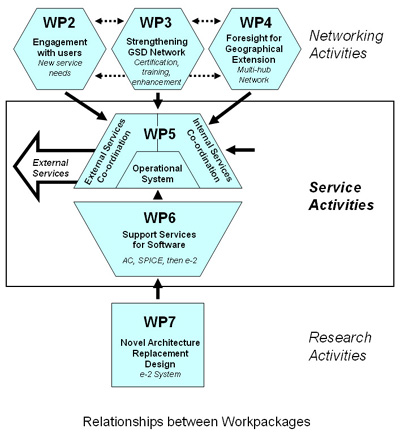 WP2
Engagement
with users
New service
needs
WP3
Strengthening
GSD Network
Certification,
training,
enhancement
WP4
Foresight for
Geographical
Extension
Multi-hub
Network
Networking
Activities
WP5
External Services
Co-ordination
Internal Services
Co-ordination
Operational
System
External
Services
Service
Activities
WP6
Support Services
for Software
AC, SPICE, then e-2
WP7
Novel Architecture
Replacement
Design
e-2 System
Research
Activities
Relationships between Workpackages